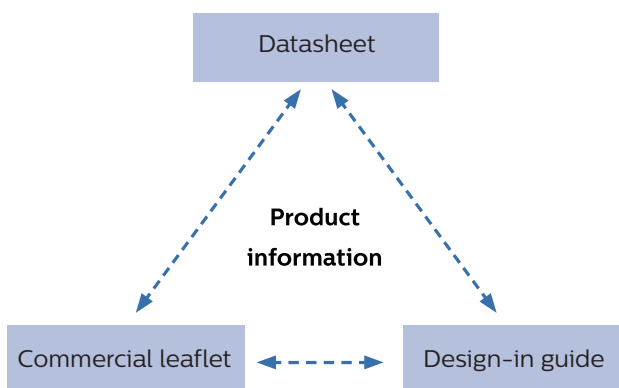 Datasheet
Product
information
Commercial leaflet
Design-in guide